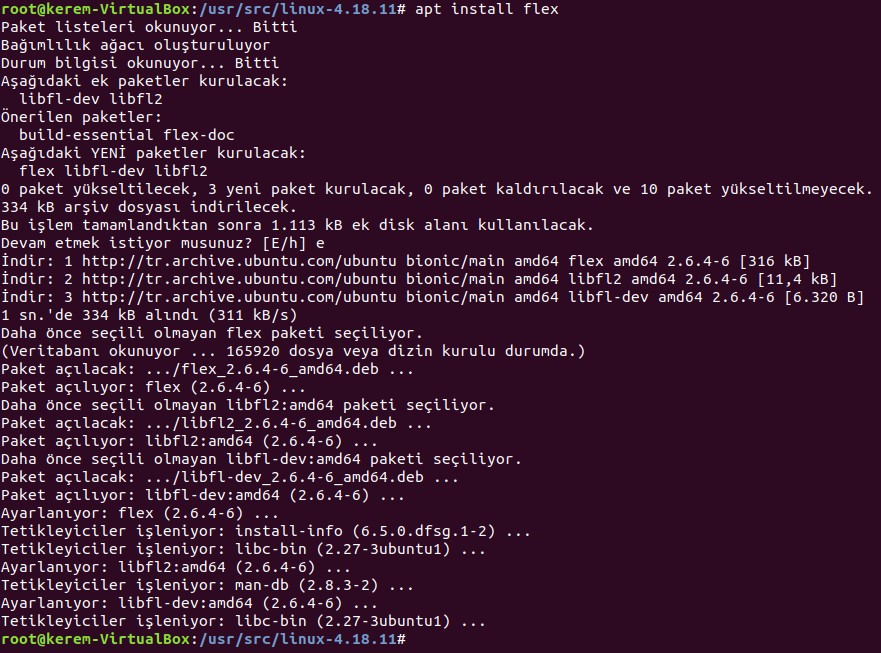 root@kerem-VirtualBox:/usr/src/linux-4.18.11# apt install flex
Paket listeleri okunuyor... Bitti
Bağımlılık ağacı oluşturuluyor
Durum bilgisi okunuyor... Bitti
Aşağıdaki ek paketler kurulacak:
  libfl-dev libfl2
Önerilen paketler:
  build-essential flex-doc
Aşağıdaki YENİ paketler kurulacak:
  flex libfl-dev libfl2
0 paket yükseltilecek, 3 yeni paket kurulacak, 0 paket kaldırılacak ve 10 paket yükseltilmeyecek.
334 kB arşiv dosyası indirilecek.
Bu işlem tamamlandıktan sonra 1.113 kB ek disk alanı kullanılacak.
Devam etmek istiyor musunuz? [E/h] e
İndir: 1 http://tr.archive.ubuntu.com/ubuntu bionic/main amd64 flex amd64 2.6.4-6 [316 kB]
İndir: 2 http://tr.archive.ubuntu.com/ubuntu bionic/main amd64 libfl2 amd64 2.6.4-6 [11,4 kB]
İndir: 3 http://tr.archive.ubuntu.com/ubuntu bionic/main amd64 libfl-dev amd64 2.6.4-6 [6.320 B]
1 sn.'de 334 kB alındı (311 kB/s)
Daha önce seçili olmayan flex paketi seçiliyor.
(Veritabanı okunuyor ... 165920 dosya veya dizin kurulu durumda.)
Paket açılacak: .../flex_2.6.4-6_amd64.deb ...
Paket açılıyor: flex (2.6.4-6) ...
Daha önce seçili olmayan libfl2:amd64 paketi seçiliyor.
Paket açılacak: .../libfl2_2.6.4-6_amd64.deb ...
Paket açılıyor: libfl2:amd64 (2.6.4-6) ...
Daha önce seçili olmayan libfl-dev:amd64 paketi seçiliyor.
Paket açılacak: .../libfl-dev_2.6.4-6_amd64.deb ...
Paket açılıyor: libfl-dev:amd64 (2.6.4-6) ...
Ayarlanıyor: flex (2.6.4-6) ...
Tetikleyiciler işleniyor: install-info (6.5.0.dfsg.1-2) ...
Tetikleyiciler işleniyor: libc-bin (2.27-3ubuntu1) ...
Ayarlanıyor: libfl2:amd64 (2.6.4-6) ...
Tetikleyiciler işleniyor: man-db (2.8.3-2) ...
Ayarlanıyor: libfl-dev:amd64 (2.6.4-6) ...
Tetikleyiciler işleniyor: libc-bin (2.27-3ubuntu1) ...
root@kerem-VirtualBox:/usr/src/linux-4.18.11#